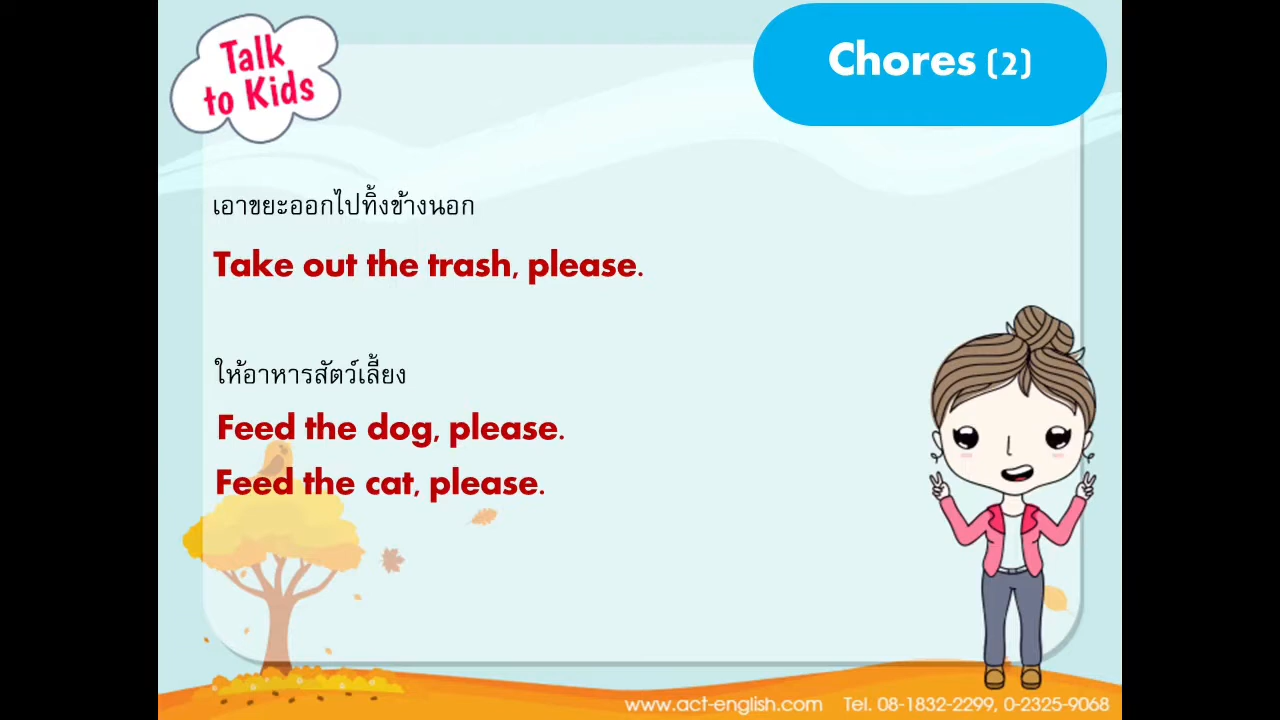 Talk
to Kids
Chores (2)
เอาขยะออกไปทิ้งข้างนอก
Take out the trash, please.
ให้อาหารสัตว์เลี้ยง
Feed the dog, please.
Feed the cat, please.
www.act-english.com Tel. 08-1832-2299, 0-2325-9068